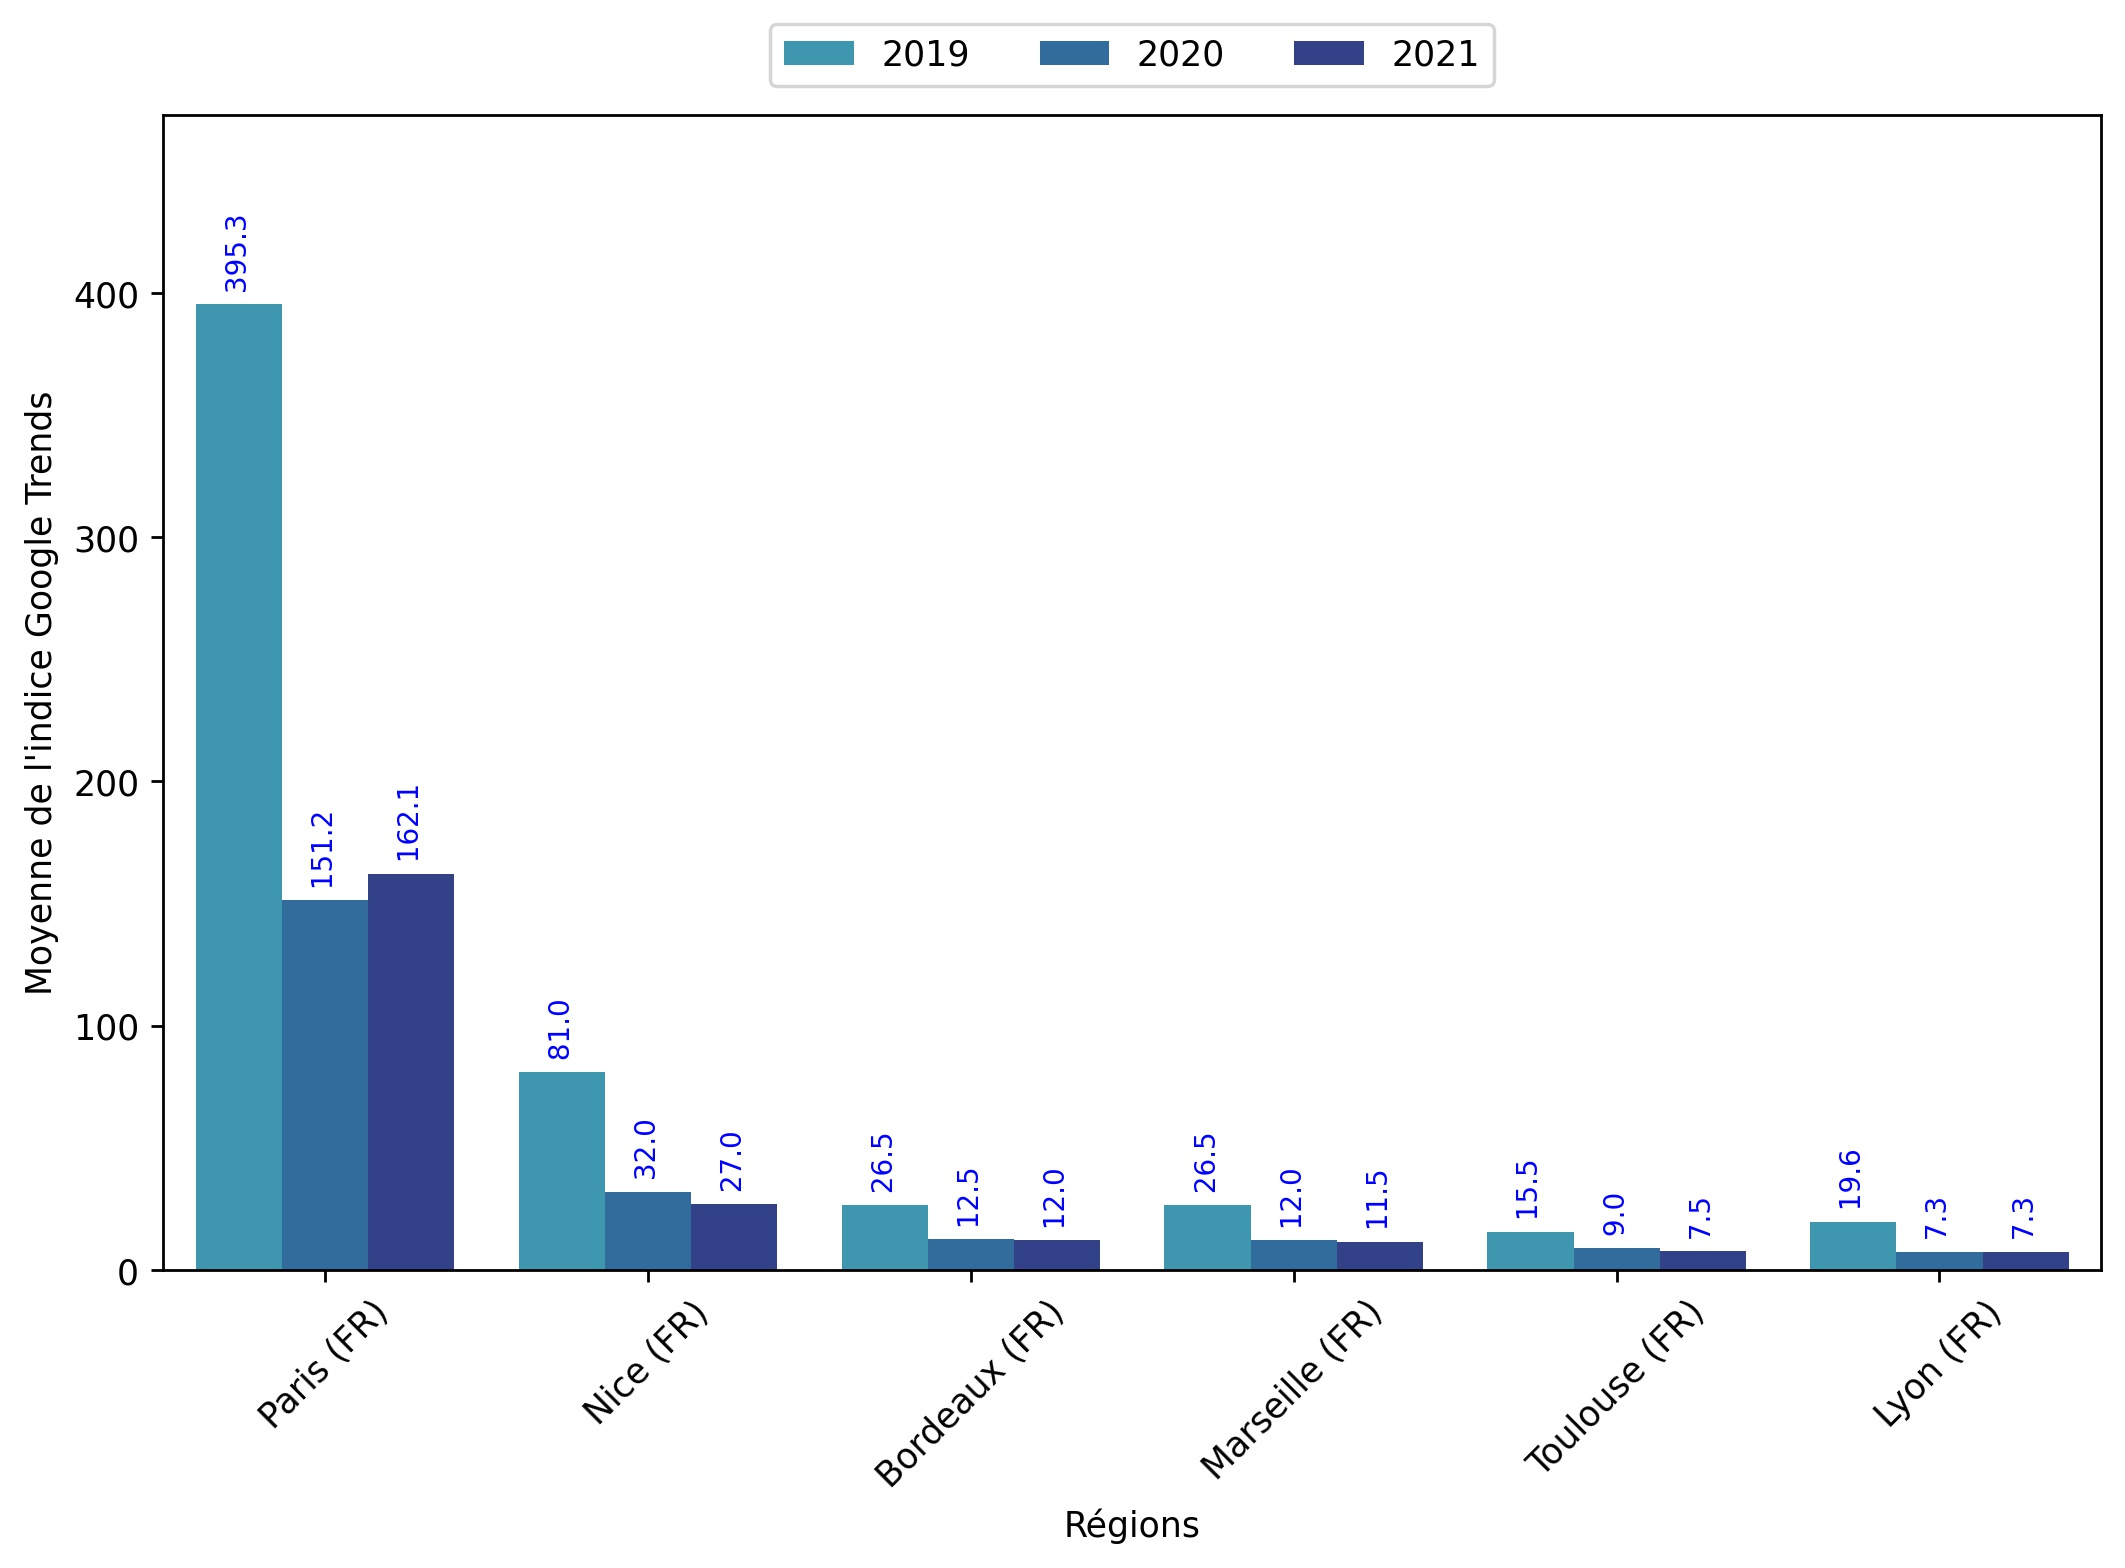 2019 2020 2021
Moyenne de l'indice Google Trends
400
300
200
100
0
395.3
151.2
162.1
81.0
32.0
27.0
26.5
12.5
12.0
26.5
12.0
11.5
15.5
9.0
7.5
19.6
7.3
7.3
Paris (FR)
Nice (FR)
Bordeaux (FR)
Marseille (FR)
Toulouse (FR)
Lyon (FR)
Régions